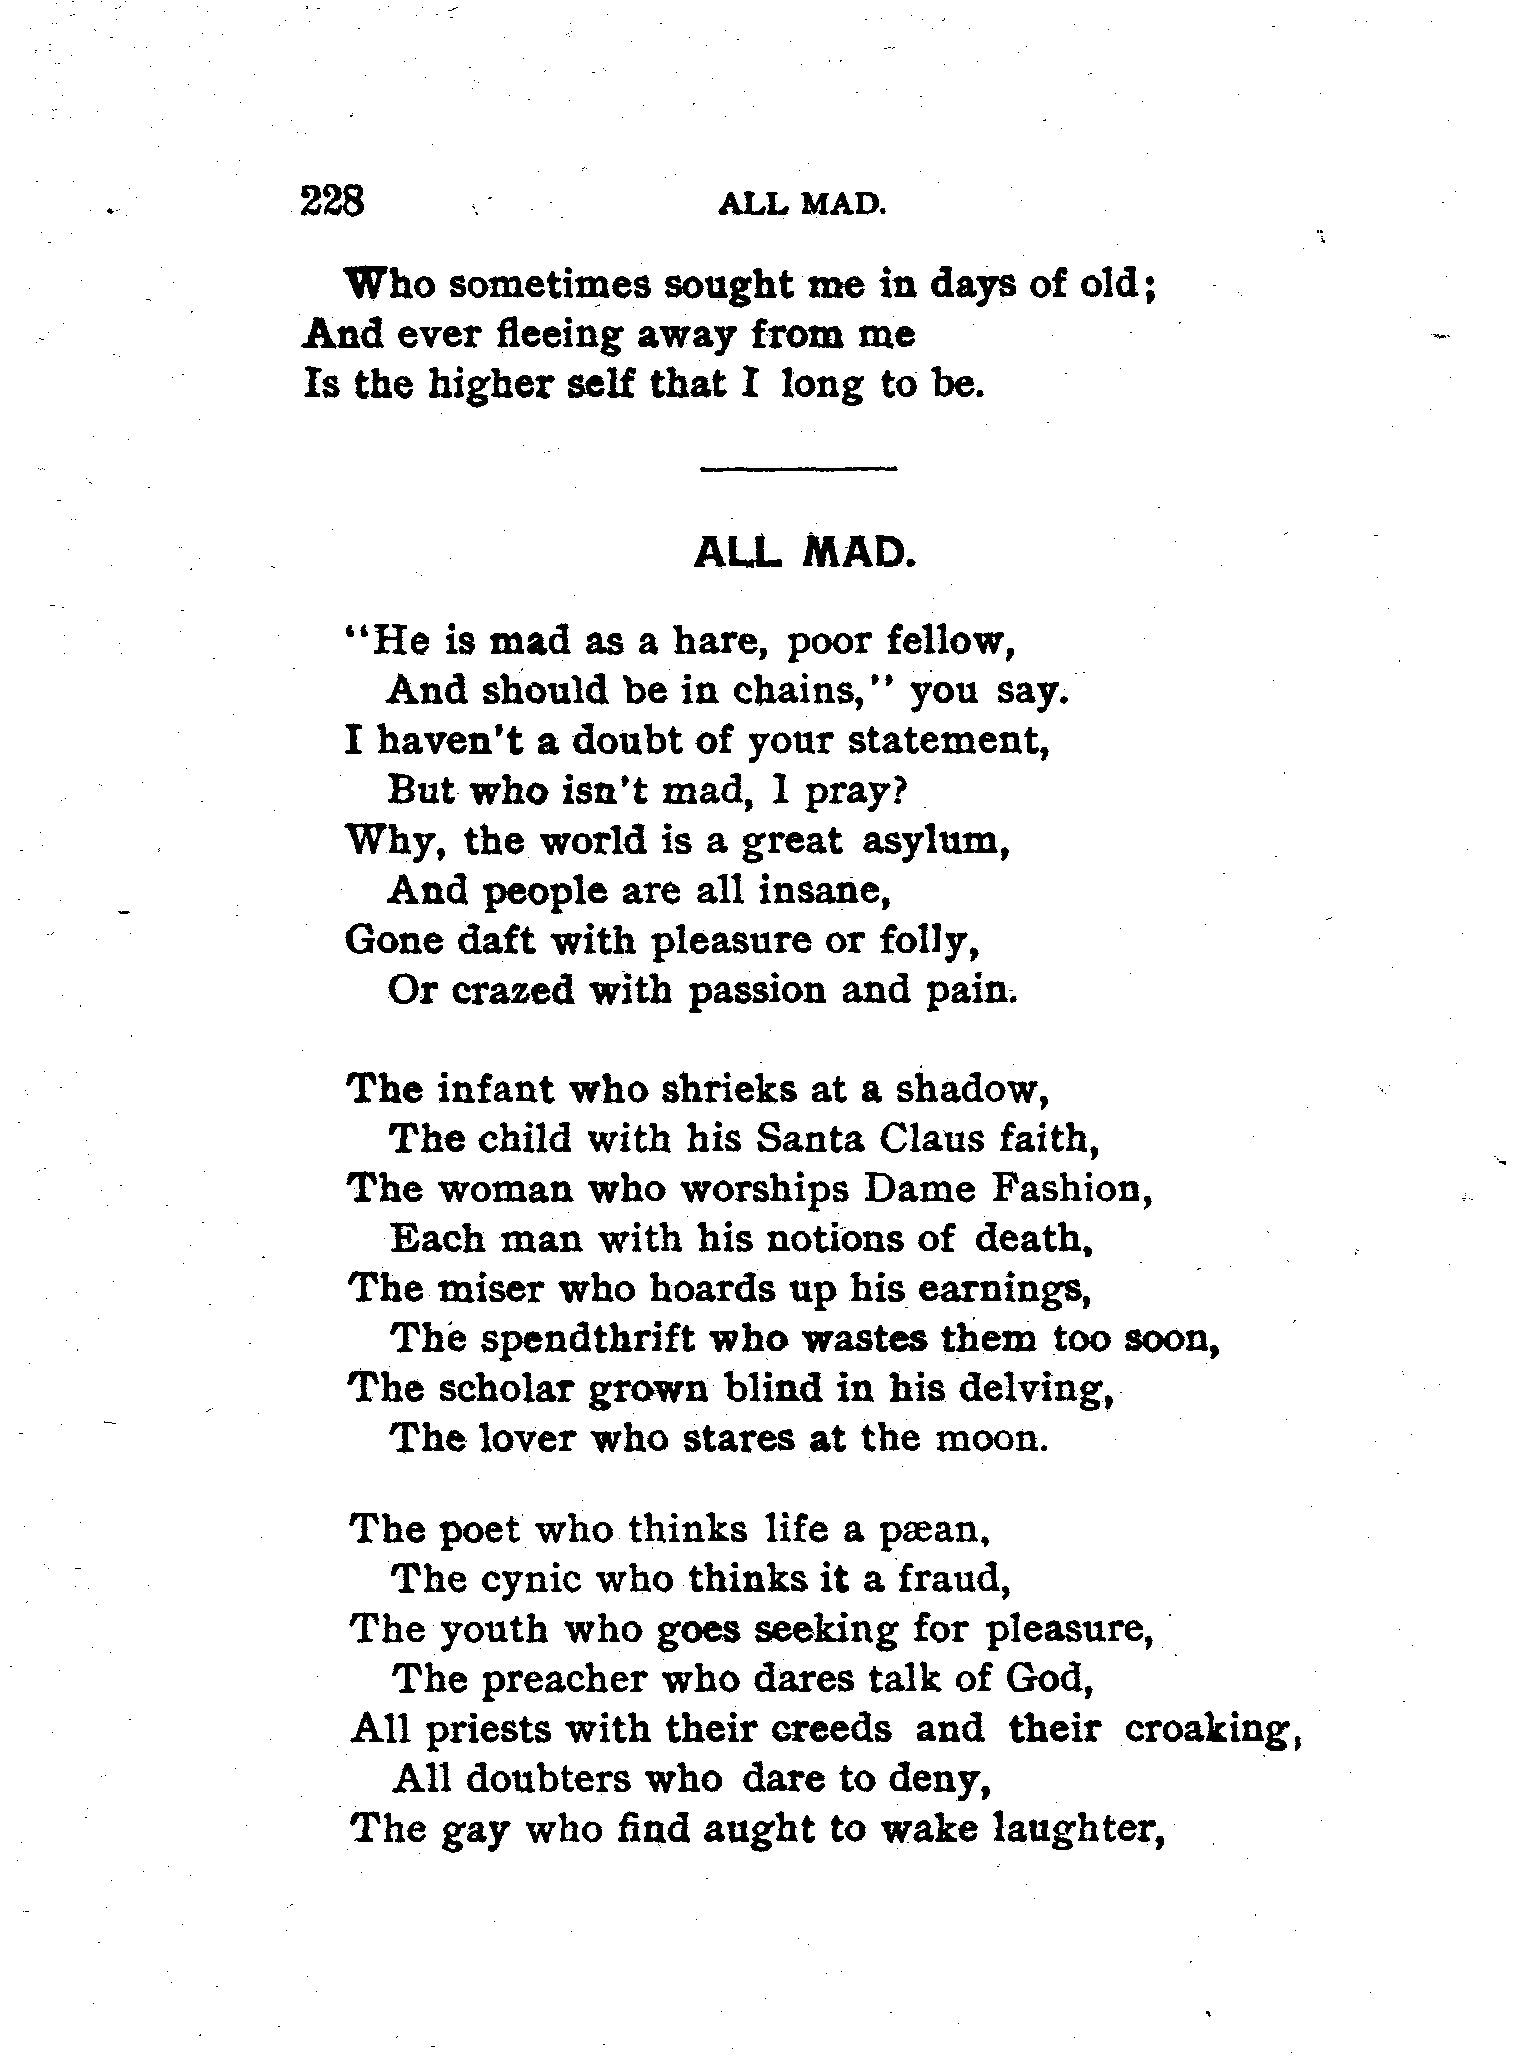 228 ALL MAD.
Who sometimes sought me in days of old;
And ever fleeing away from me
Is the higher self that I long to be.
ALL MAD.
"He is mad as a hare, poor fellow,
And should be in chains," you say.
I haven't a doubt of your statement,
But who isn't mad, I pray?
Why, the world is a great asylum,
And people are all insane,
Gone daft with pleasure or folly,
Or crazed with passion and pain.
The infant who shrieks at a shadow,
The child with his Santa Claus faith,
The woman who worships Dame Fashion,
Each man with his notions of death,
The miser who hoards up his earnings,
The spendthrift who wastes them too soon,
The scholar grown blind in his delving,
The lover who stares at the moon.
The poet who thinks life a pæan,
The cynic who thinks it a fraud,
The youth who goes seeking for pleasure,
The preacher who dares talk of God,
All priests with their creeds and their croaking,
All doubters who dare to deny,
The gay who find aught to wake laughter,